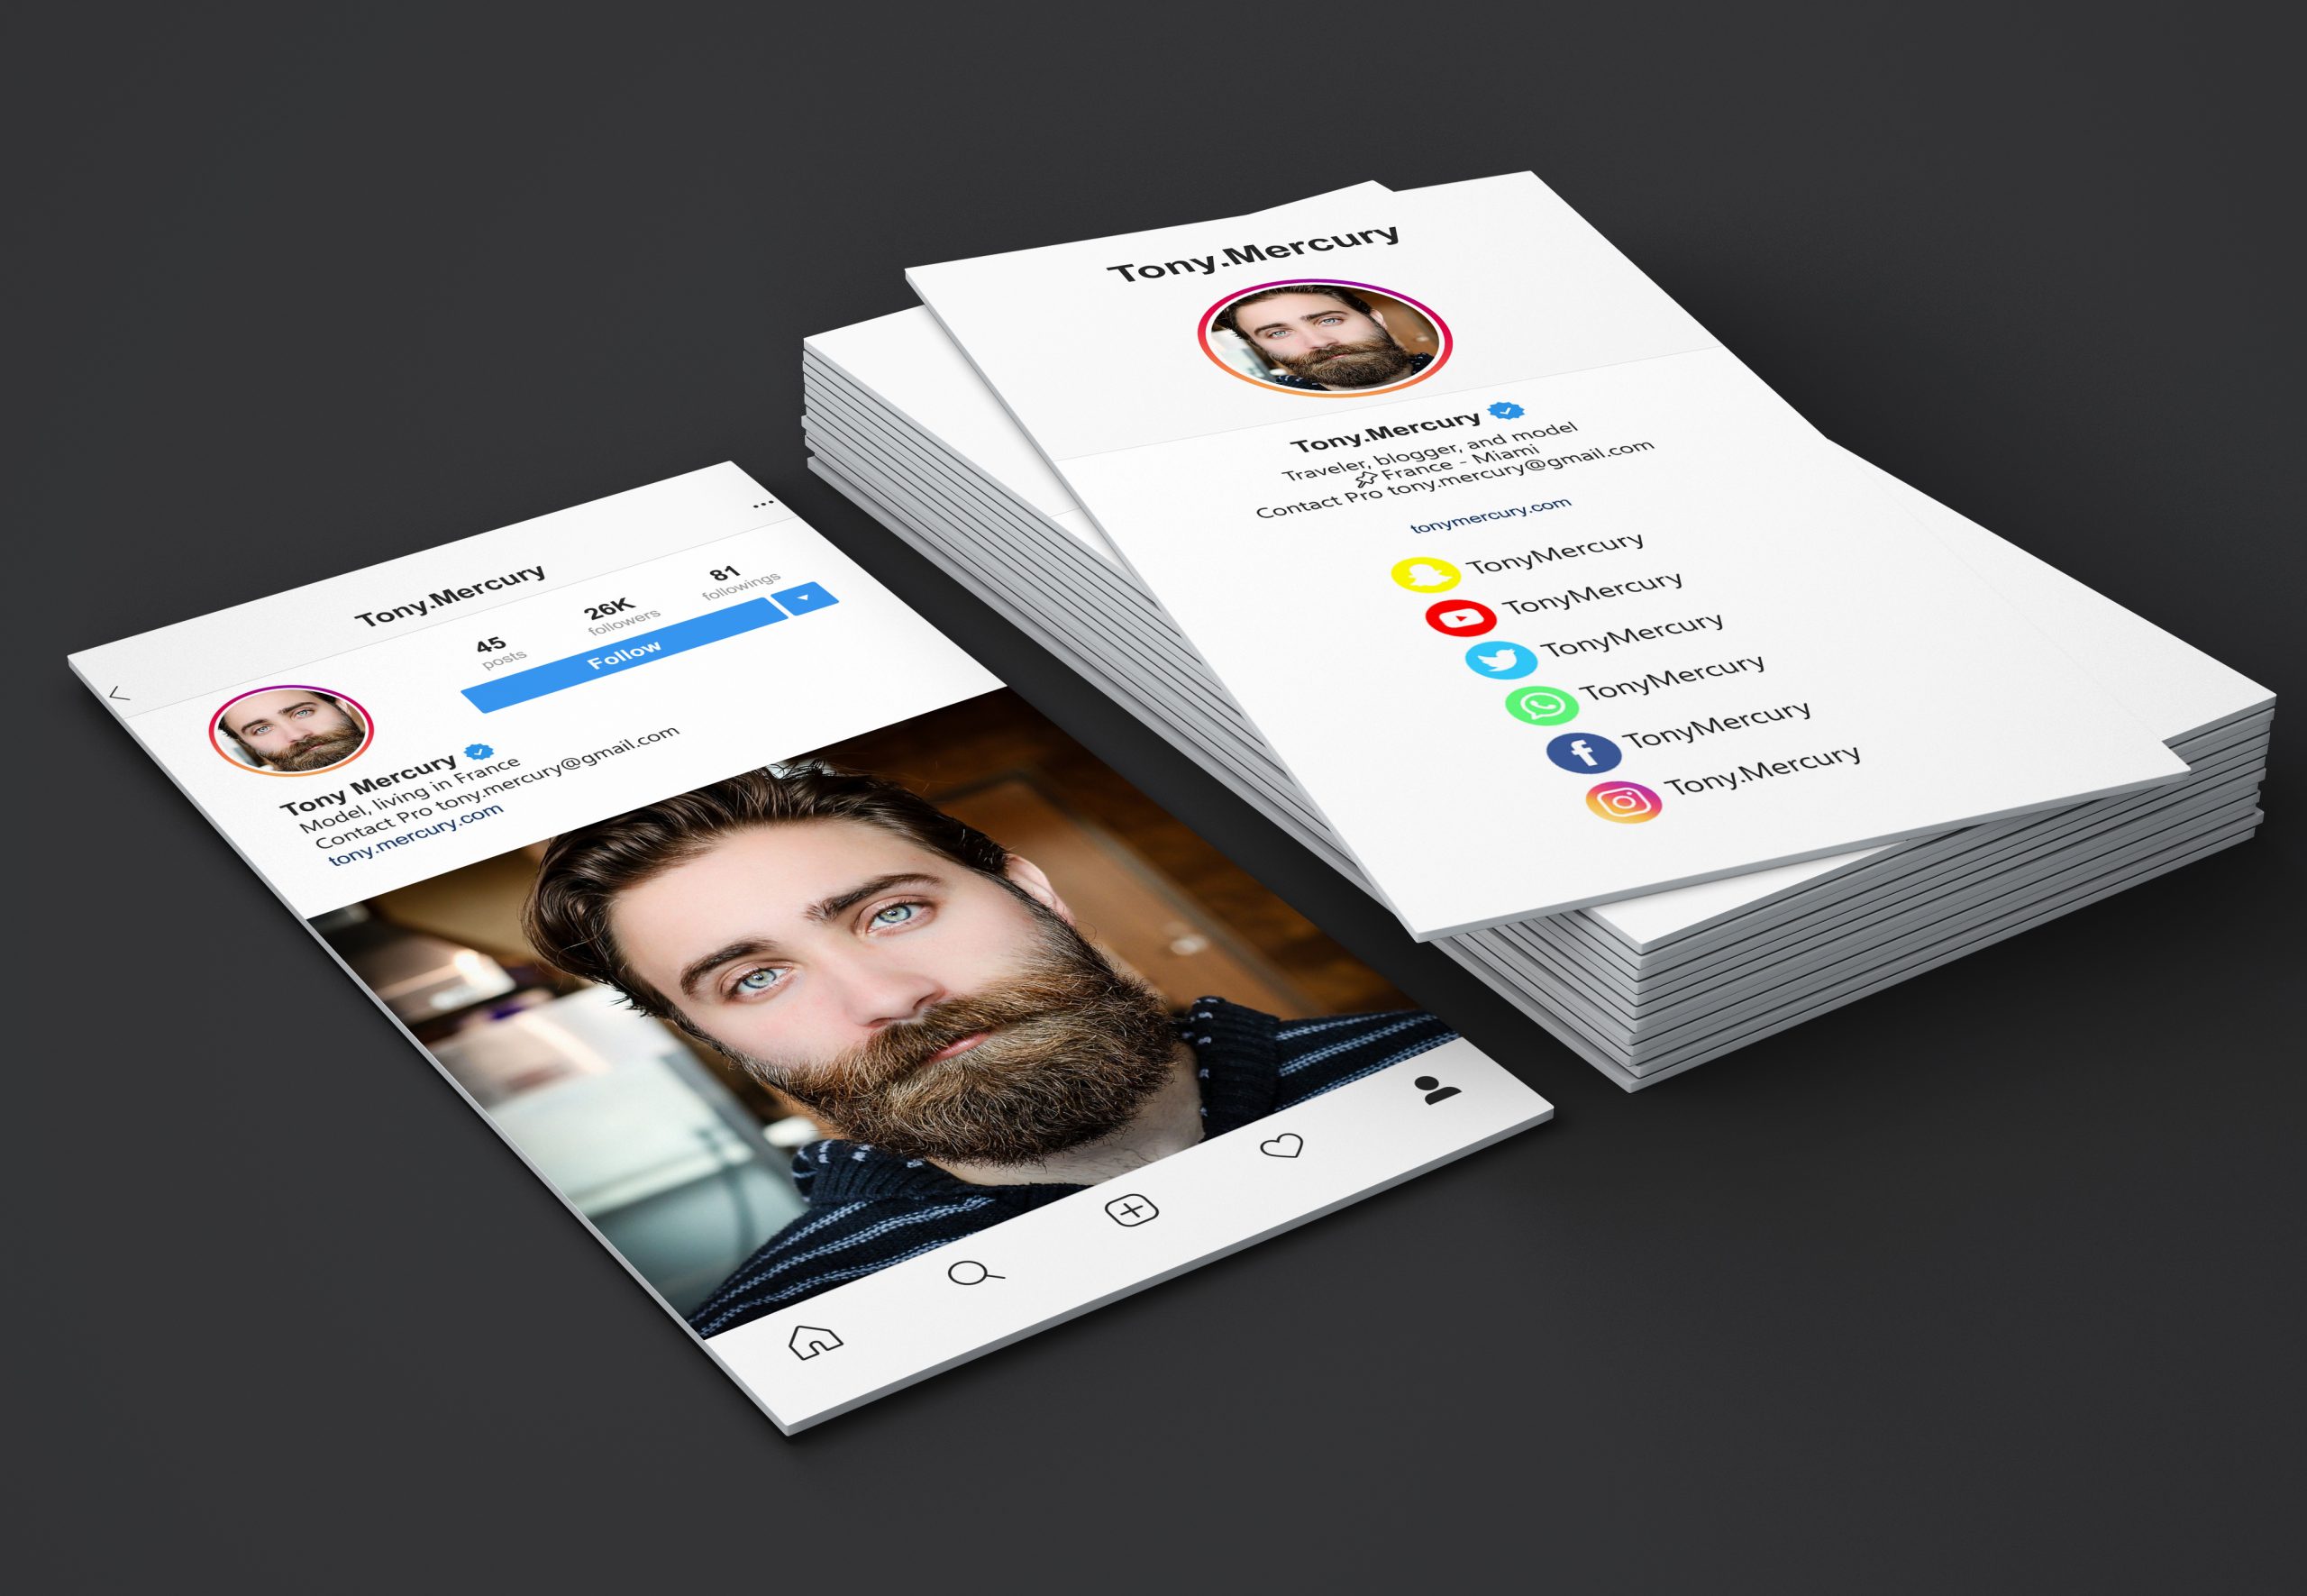 Tony.Mercury
45
posts
26K
followers
81
followings
Follow
Tony Mercury
Model, living in France
Contact Pro tony.mercury@gmail.com
tony.mercury.com
Tony.Mercury
Tony.Mercury
Traveler, blogger, and model
France - Miami
Contact Pro tony.mercury@gmail.com
tonymercury.com
TonyMercury
TonyMercury
TonyMercury
TonyMercury
TonyMercury
Tony.Mercury